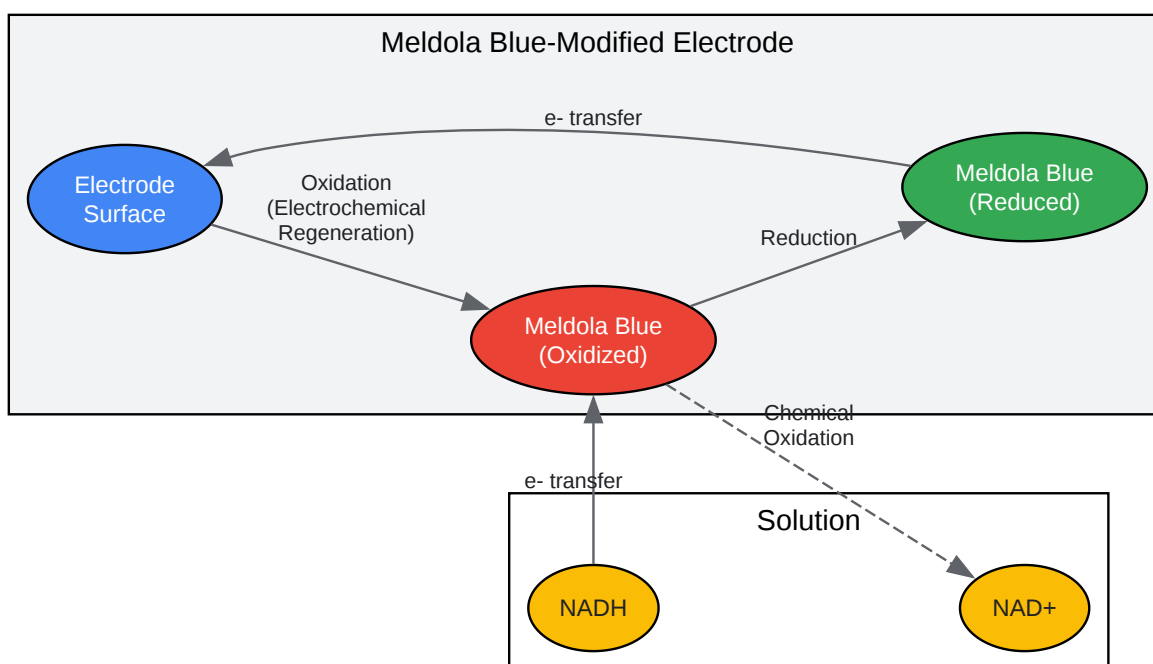 Meldola Blue-Modified Electrode
e- transfer
Electrode
Surface
Oxidation
(Electrochemical
Regeneration)
Meldola Blue
(Reduced)
Reduction
Meldola Blue
(Oxidized)
Chemical
Oxidation
e- transfer
Solution
NADH
NAD+